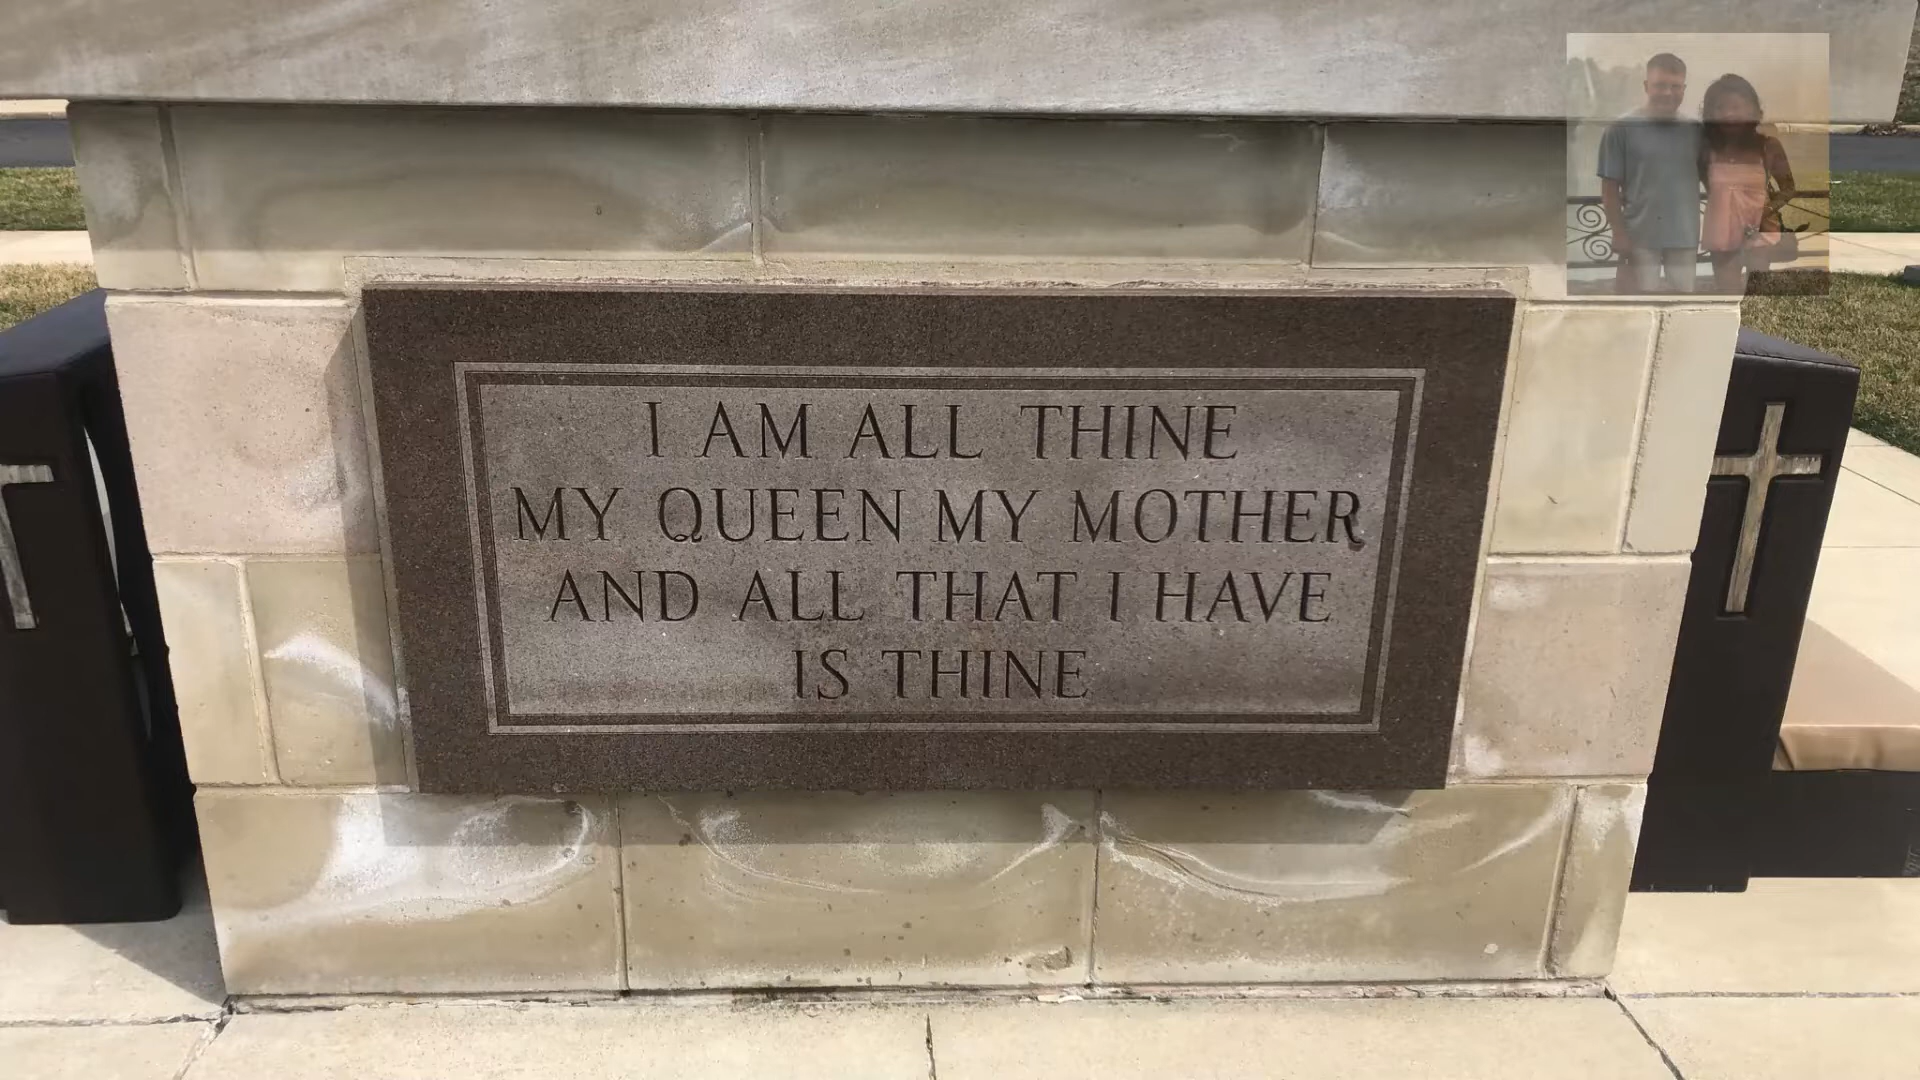 I AM ALL THINE
MY QUEEN MY MOTHER
AND ALL THAT I HAVE
IS THINE